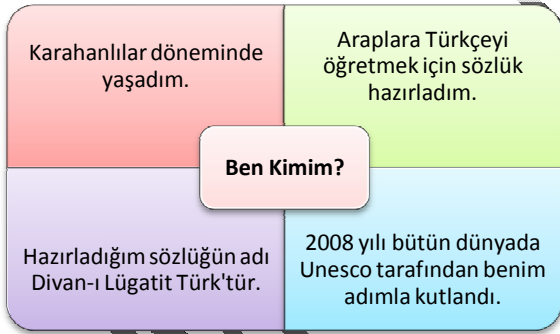 Karahanlılar döneminde
yaşadım.
Araplara Türkçeyi
öğretmek için sözlük
hazırladım.
Ben Kimim?
Hazırladığım sözlüğün adı
Divan-ı Lügatit Türk'tür.
2008 yılı bütün dünyada
Unesco tarafından benim
adımla kutlandı.